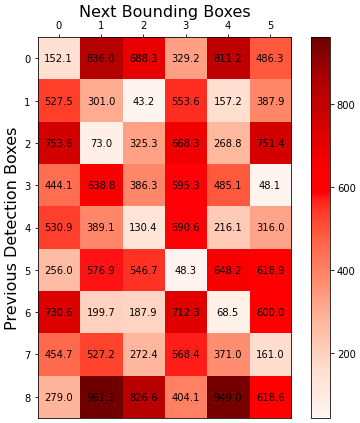 Next Bounding Boxes
0 1 2 3 4 5
Previous Detection Boxes
0 152.1 836.0 688.3 329.2 811.2 486.3
1 527.5 301.0 43.2 553.6 157.2 387.9
2 753.6 73.0 325.3 668.3 268.8 751.4
3 444.1 638.8 386.3 595.3 485.1 48.1
4 530.9 389.1 130.4 590.6 216.1 316.0
5 256.0 576.9 546.7 48.3 648.2 618.9
6 730.6 199.7 187.9 712.3 68.5 600.0
7 454.7 527.2 272.4 568.4 371.0 161.0
8 279.0 961.1 826.6 404.1 949.0 618.6
800
600
400
200